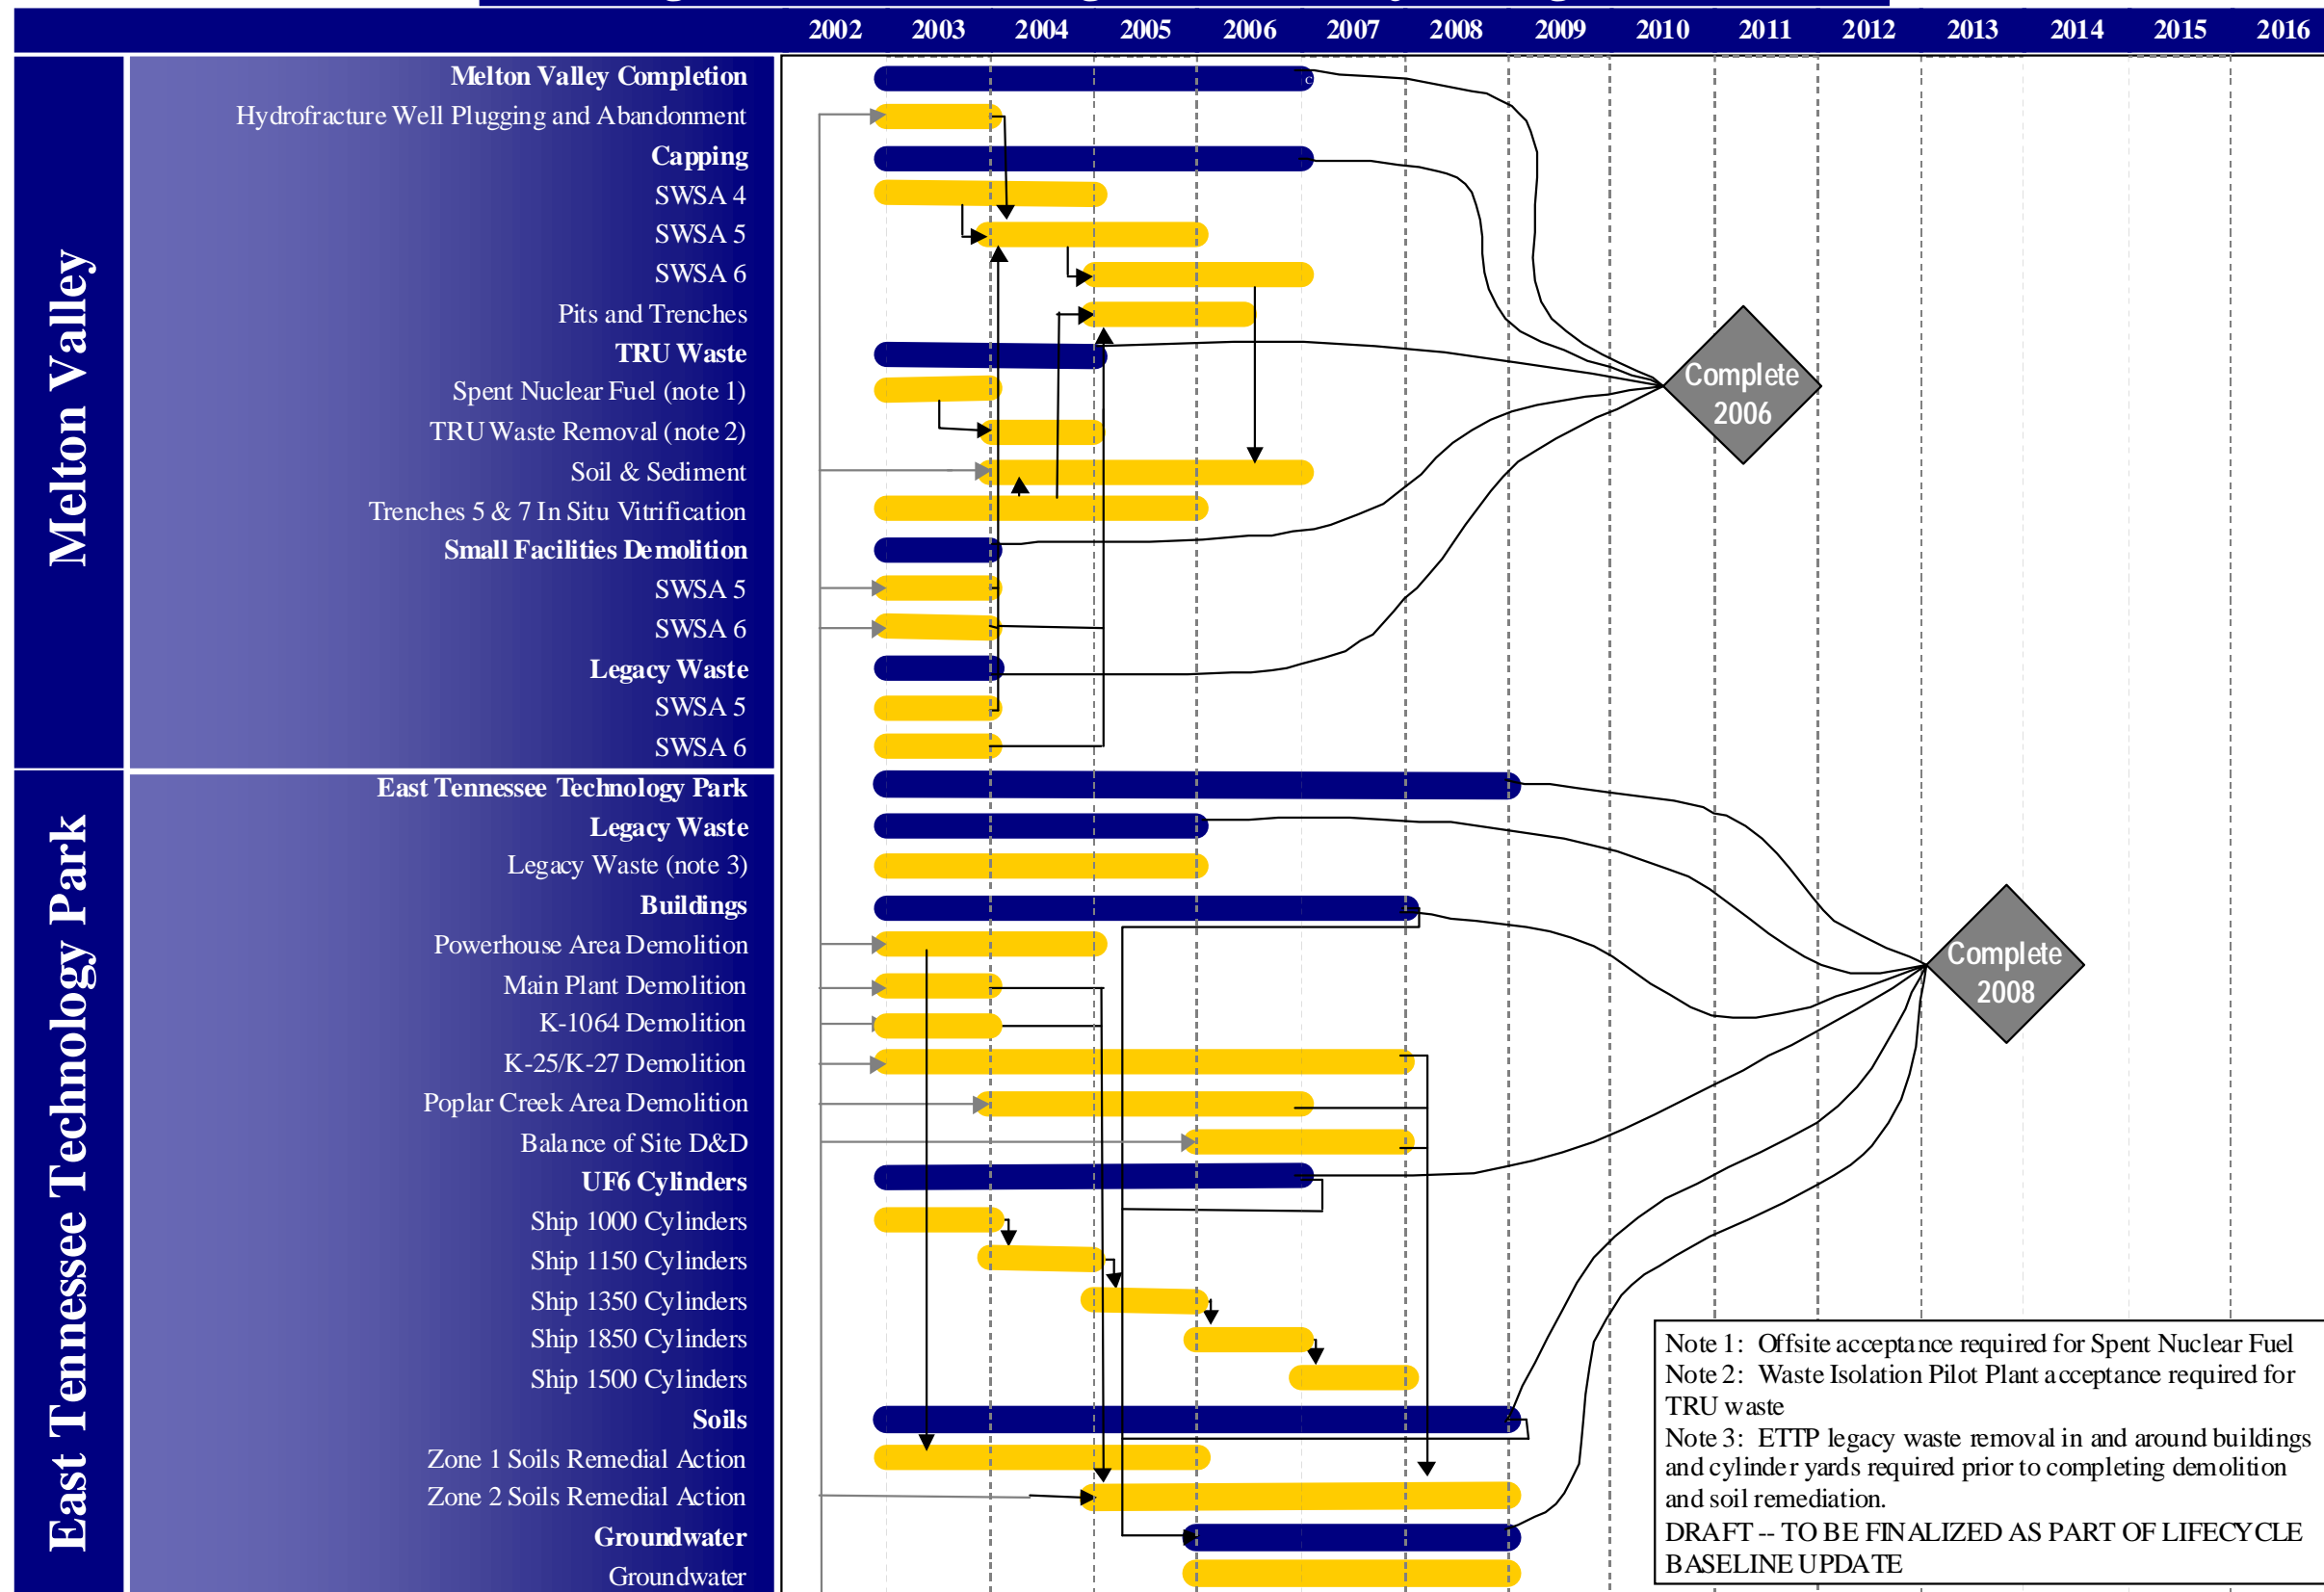 2002 2003 2004 2005 2006 2007 2008 2009 2010 2011 2012 2013 2014 2015 2016
Melton Valley
Melton Valley Completion
C
Hydrofracture Well Plugging and Abandonment
Capping
SWSA 4
SWSA 5
SWSA 6
Pits and Trenches
TRU Waste
Spent Nuclear Fuel (note 1)
TRU Waste Removal (note 2)
Soil & Sediment
Trenches 5 & 7 In Situ Vitrification
Small Facilities Demolition
SWSA 5
SWSA 6
Legacy Waste
SWSA 5
SWSA 6
Complete
2006
East Tennessee Technology Park
East Tennessee Technology Park
Legacy Waste
Legacy Waste (note 3)
Buildings
Powerhouse Area Demolition
Main Plant Demolition
K-1064 Demolition
K-25/K-27 Demolition
Poplar Creek Area Demolition
Balance of Site D&D
UF6 Cylinders
Ship 1000 Cylinders
Ship 1150 Cylinders
Ship 1350 Cylinders
Ship 1850 Cylinders
Ship 1500 Cylinders
Soils
Zone 1 Soils Remedial Action
Zone 2 Soils Remedial Action
Groundwater
Groundwater
Complete
2008
Note 1: Offsite acceptance required for Spent Nuclear Fuel
Note 2: Waste Isolation Pilot Plant acceptance required for
TRU waste
Note 3: ETTP legacy waste removal in and around buildings
and cylinder yards required prior to completing demolition
and soil remediation.
DRAFT -- TO BE FINALIZED AS PART OF LIFECYCLE
BASELINE UPDATE